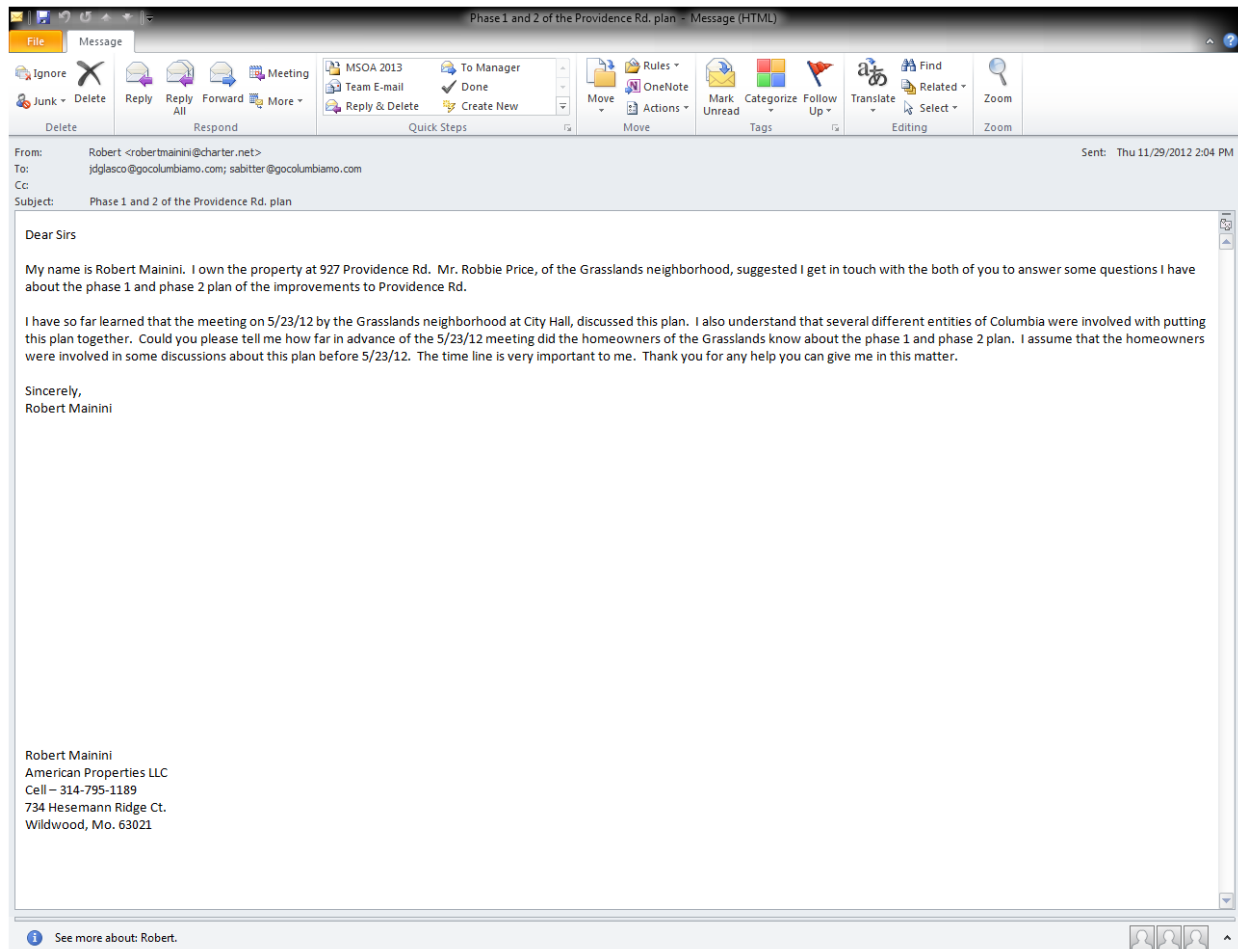 Phase 1 and 2 of the Providence Rd. plan - Message (HTML)
File Message
Ignore
Junk
Delete
Reply
Reply All
Forward
Meeting
More
MSOA 2013
Team E-mail
Reply & Delete
To Manager
Done
Create New
Move
Rules
OneNote
Actions
Mark Unread
Categorize
Follow Up
Translate
Find
Related
Select
Zoom
Delete Respond Quick Steps Move Tags Editing Zoom
From: Robert <robertmainini@charter.net> Sent: Thu 11/29/2012 2:04 PM
To: jdglasco@gocolumbiamo.com; sabitter@gocolumbiamo.com
Cc:
Subject: Phase 1 and 2 of the Providence Rd. plan
Dear Sirs
My name is Robert Mainini. I own the property at 927 Providence Rd. Mr. Robbie Price, of the Grasslands neighborhood, suggested I get in touch with the both of you to answer some questions I have
about the phase 1 and phase 2 plan of the improvements to Providence Rd.
I have so far learned that the meeting on 5/23/12 by the Grasslands neighborhood at City Hall, discussed this plan. I also understand that several different entities of Columbia were involved with putting
this plan together. Could you please tell me how far in advance of the 5/23/12 meeting did the homeowners of the Grasslands know about the phase 1 and phase 2 plan. I assume that the homeowners
were involved in some discussions about this plan before 5/23/12. The time line is very important to me. Thank you for any help you can give me in this matter.
Sincerely,
Robert Mainini
Robert Mainini
American Properties LLC
Cell – 314-795-1189
734 Hesemann Ridge Ct.
Wildwood, Mo. 63021
See more about: Robert.